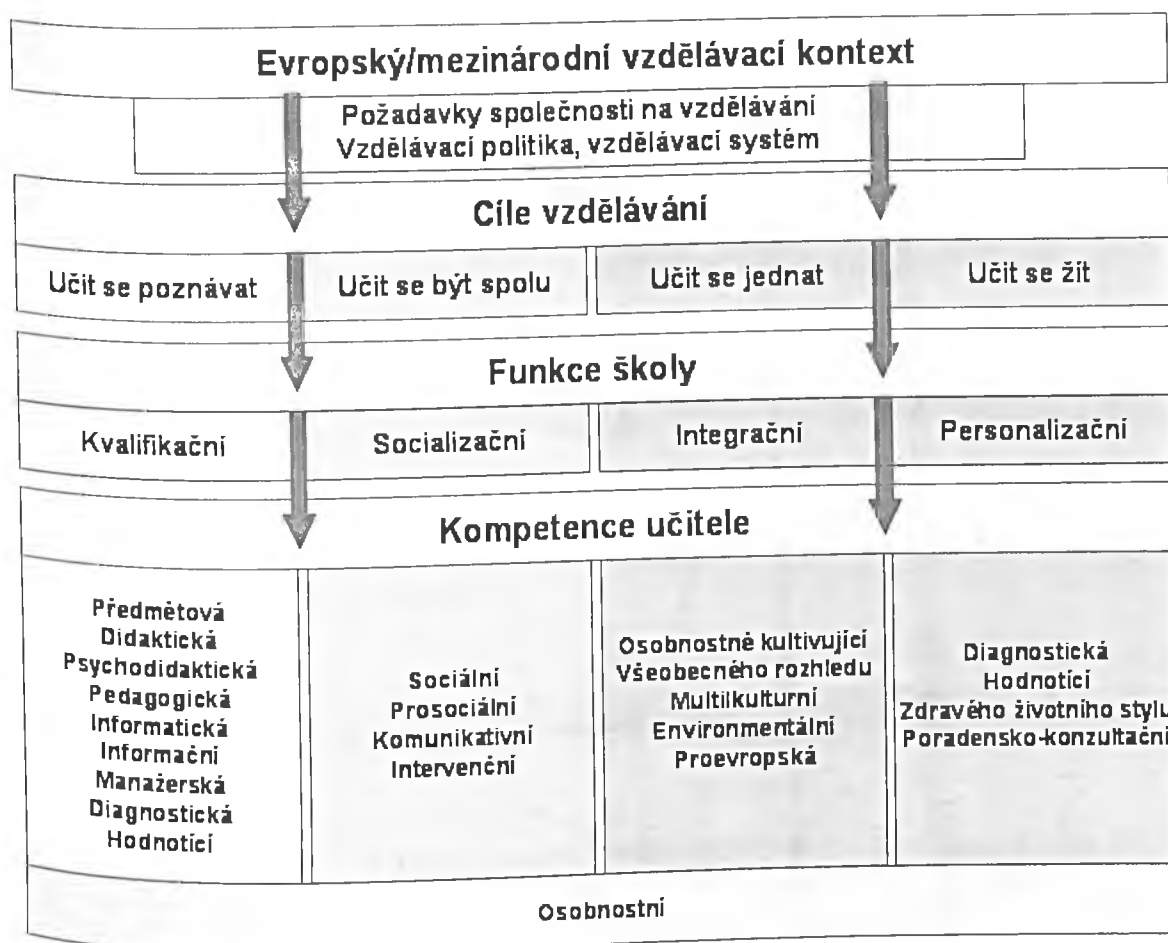 Evropský/mezinárodní vzdělávací kontext
Požadavky společnosti na vzdělávání
Vzdělávací politika, vzdělávací systém
Cíle vzdělávání
Učit se poznávat
Učit se být spolu
Učit se jednat
Učit se žít
Funkce školy
Kvalifikační
Socializační
Integrační
Personalizační
Kompetence učitele
Předmětová
Didaktická
Psychodidaktická
Pedagogická
Informatická
Informační
Manažerská
Diagnostická
Hodnotící
Sociální
Prosociální
Komunikativní
Intervenční
Osobnostně kultivující
Všeobecného rozhledu
Multilkulturní
Environmentální
Proevropská
Diagnostická
Hodnotící
Zdravého životního stylu
Poradensko-konzultační
Osobnostní